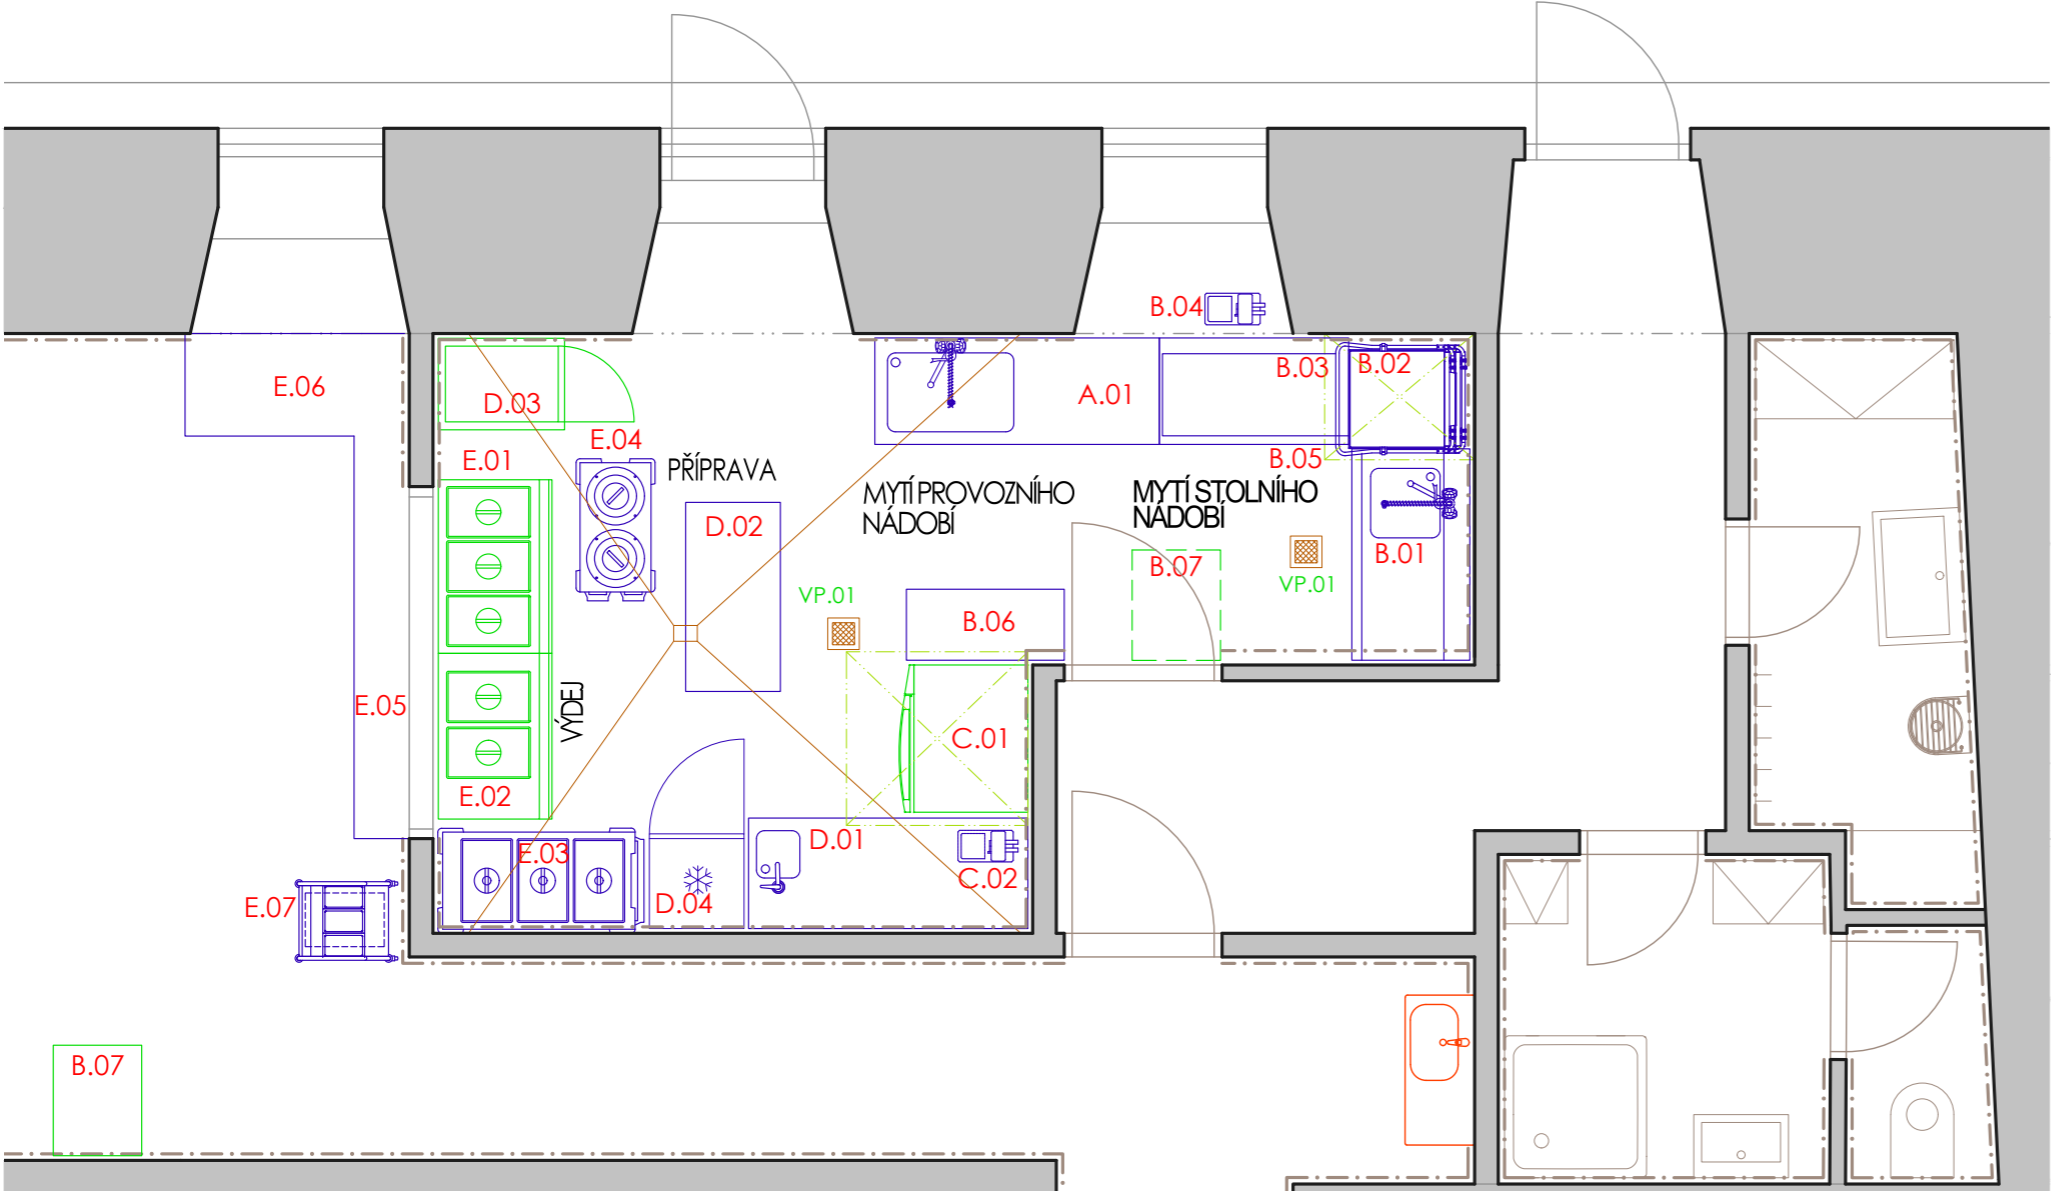 B.04
E.06
D.03
A.01
B.03
B.02
E.04
E.01
PŘÍPRAVA
B.05
MYTÍ PROVOZNÍHO
NÁDOBÍ
MYTÍ STOLNÍHO
NÁDOBÍ
D.02
B.01
B.07
VP.01
VP.01
B.06
E.05
VÝDEJ
C.01
E.02
E.03
D.01
C.02
D.04
E.07
B.07